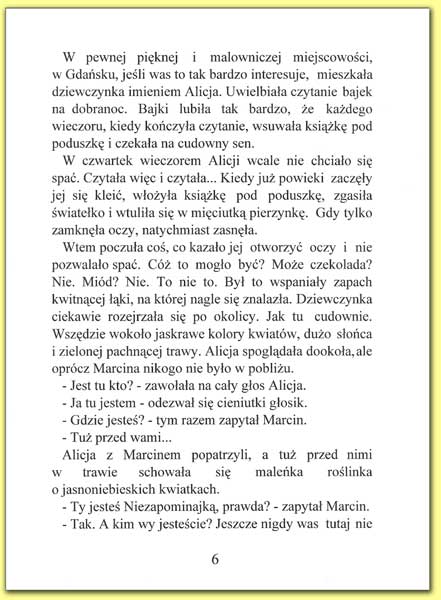 W pewnej pięknej i malowniczej miejscowości,
w Gdańsku, jeśli was to tak bardzo interesuje, mieszkała
dziewczynka imieniem Alicja. Uwielbiała czytanie bajek
na dobranoc. Bajki lubiła tak bardzo, że każdego
wieczoru, kiedy kończyła czytanie, wsuwała książkę pod
poduszkę i czekała na cudowny sen.
W czwartek wieczorem Alicji wcale nie chciało się
spać. Czytała więc i czytała... Kiedy już powieki zaczęły
jej się kleić, włożyła książkę pod poduszkę, zgasiła
światełko i wtuliła się w mięciutką pierzynkę. Gdy tylko
zamknęła oczy, natychmiast zasnęła.
Wtem poczuła coś, co kazało jej otworzyć oczy i nie
pozwalało spać. Cóż to mogło być? Może czekolada?
Nie. Miód? Nie. To nie to. Był to wspaniały zapach
kwitnącej łąki, na której nagle się znalazła. Dziewczynka
ciekawie rozejrzała się po okolicy. Jak tu cudownie.
Wszędzie wokoło jaskrawe kolory kwiatów, dużo słońca
i zielonej pachnącej trawy. Alicja spoglądała dookoła, ale
oprócz Marcina nikogo nie było w pobliżu.
- Jest tu kto? - zawołała na cały głos Alicja.
- Ja tu jestem - odezwał się cieniutki głosik.
- Gdzie jesteś? - tym razem zapytał Marcin.
- Tuż przed wami...
Alicja z Marcinem popatrzyli, a tuż przed nimi
w trawie schowała się maleńka roślinka
o jasnoniebieskich kwiatkach.
- Ty jesteś Niezapominajką, prawda? - zapytał Marcin.
- Tak. A kim wy jesteście? Jeszcze nigdy was tutaj nie
6